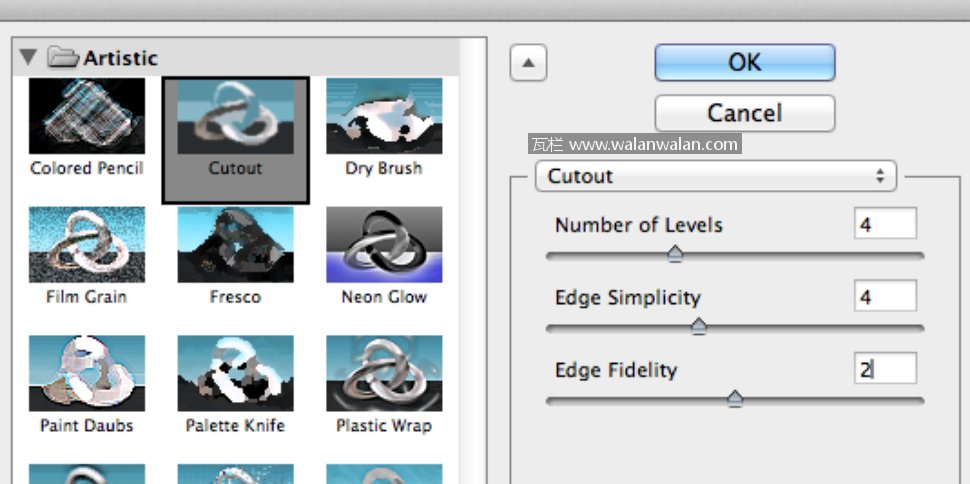 Artistic
Colored Pencil
Cutout
Dry Brush
Film Grain
Fresco
Neon Glow
Paint Daubs
Palette Knife
Plastic Wrap
OK
Cancel
瓦栏 www.walanwalan.com
Cutout
Number of Levels 4
Edge Simplicity 4
Edge Fidelity 2